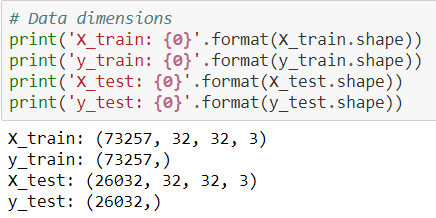 # Data dimensions
print('X_train: {0}'.format(X_train.shape))
print('y_train: {0}'.format(y_train.shape))
print('X_test: {0}'.format(X_test.shape))
print('y_test: {0}'.format(y_test.shape))
X_train: (73257, 32, 32, 3)
y_train: (73257,)
X_test: (26032, 32, 32, 3)
y_test: (26032,)